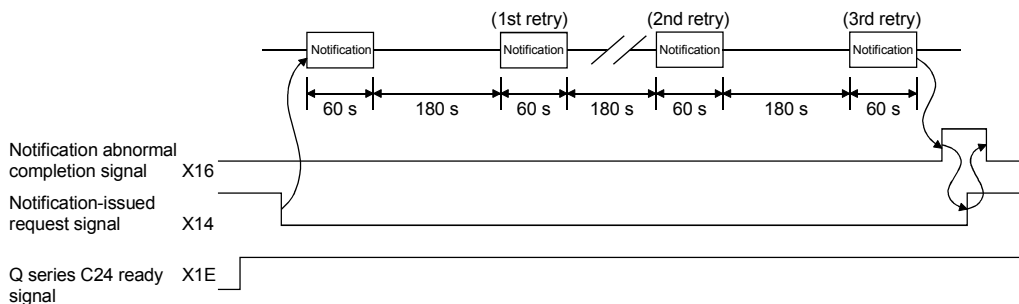 (1st retry) (2nd retry) (3rd retry)
Notification Notification Notification Notification
60 s 180 s 60 s 180 s 60 s 180 s 60 s
Notification abnormal
completion signal X16
Notification-issued
request signal X14
Q series C24 ready X1E
signal